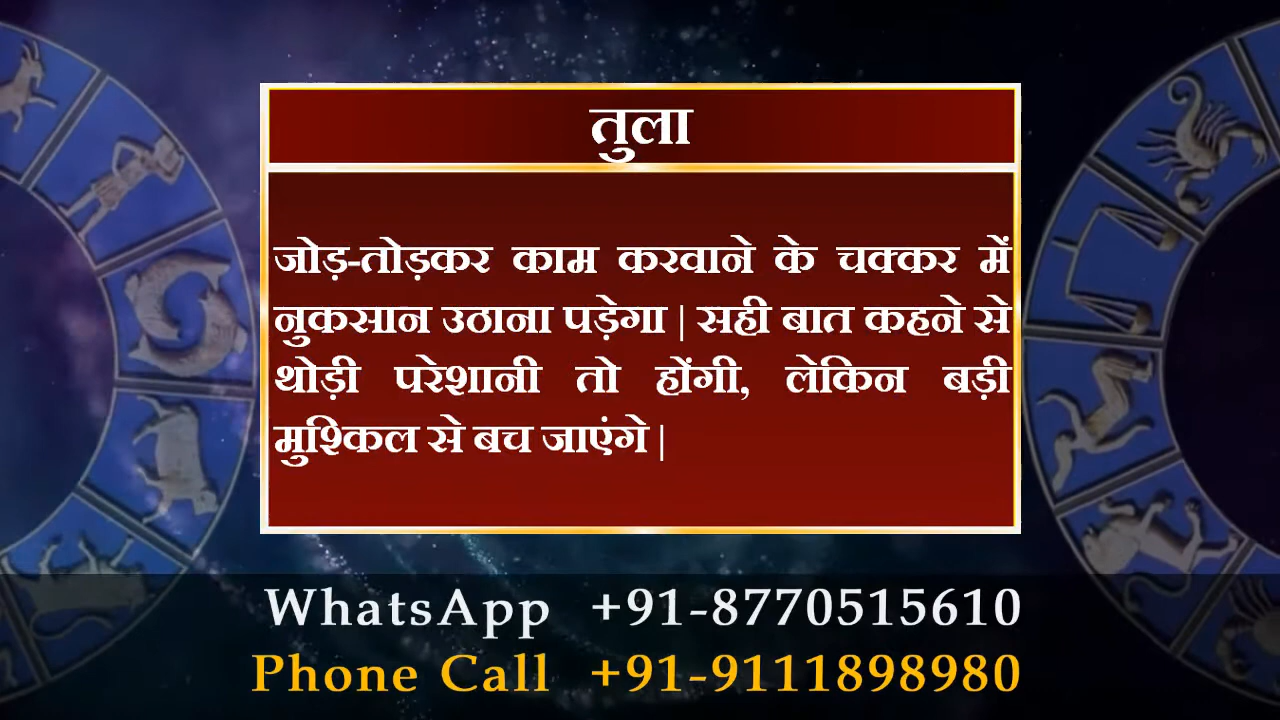 तुला
जोड़-तोड़कर काम करवाने के चक्कर में
नुकसान उठाना पड़ेगा |  सही बात कहने से
थोड़ी परेशानी तो होंगी, लेकिन बड़ी
मुश्किल से बच जाएंगे |
WhatsApp +91-8770515610
Phone Call +91-9111898980